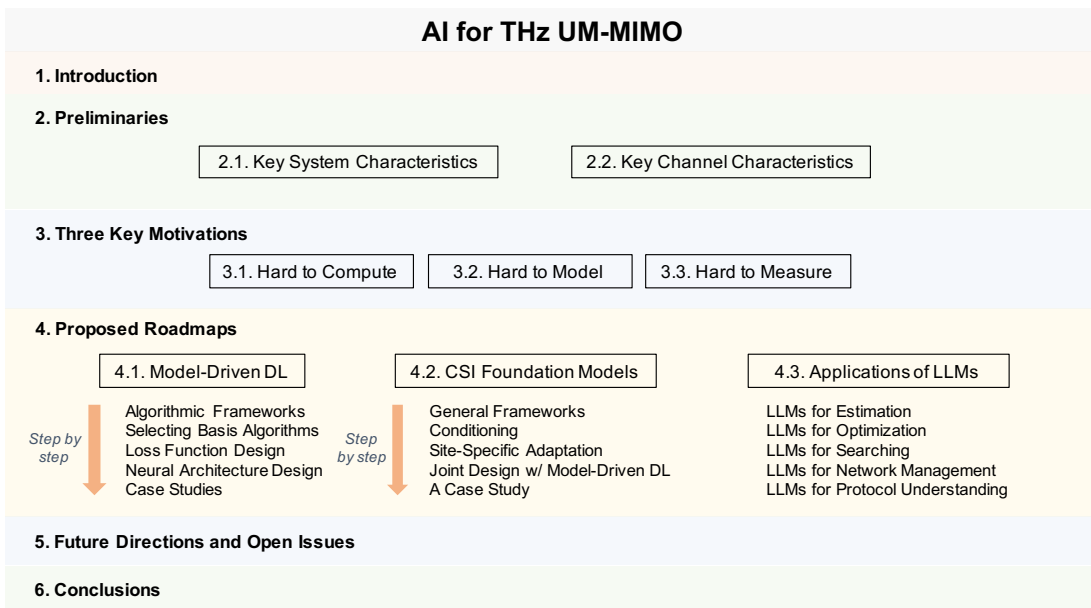 AI for THz UM-MIMO
1. Introduction
2. Preliminaries
2.1. Key System Characteristics
2.2. Key Channel Characteristics
3. Three Key Motivations
3.1. Hard to Compute
3.2. Hard to Model
3.3. Hard to Measure
4. Proposed Roadmaps
4.1. Model-Driven DL
Step by
step
Algorithmic Frameworks
Selecting Basis Algorithms
Loss Function Design
Neural Architecture Design
Case Studies
4.2. CSI Foundation Models
Step
by step
General Frameworks
Conditioning
Site-Specific Adaptation
Joint Design w/ Model-Driven DL
A Case Study
4.3. Applications of LLMs
LLMs for Estimation
LLMs for Optimization
LLMs for Searching
LLMs for Network Management
LLMs for Protocol Understanding
5. Future Directions and Open Issues
6. Conclusions